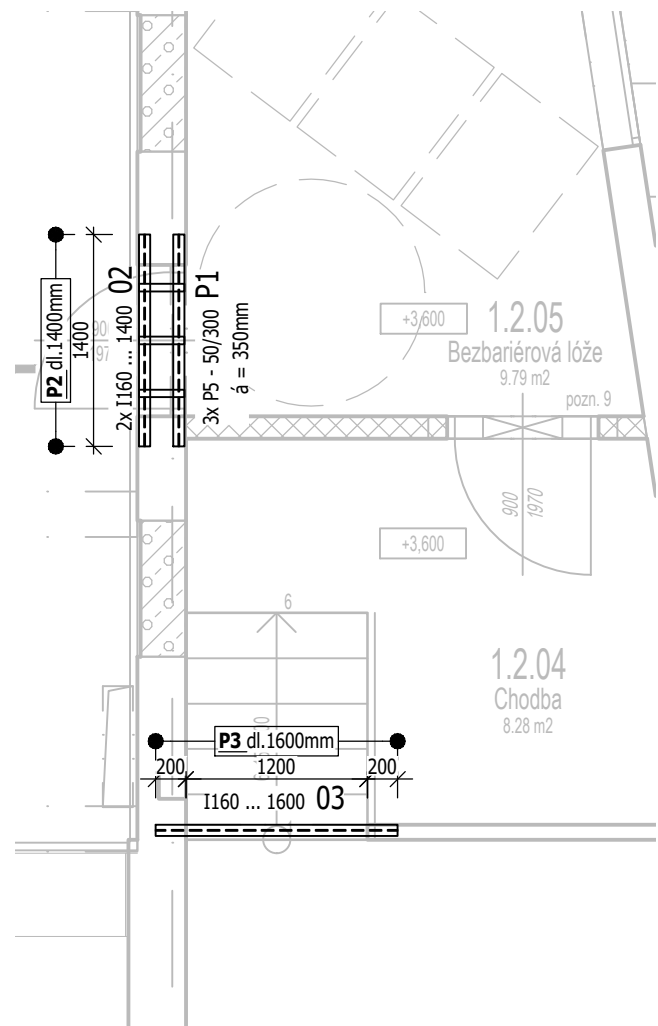 P2 dl.1400mm
1400
2x I160 ... 1400 02
3x P5 - 50/300 P1
á = 350mm
+3,600
1.2.05
Bezbariérová lóže
9.79 m2
pozn. 9
900
1970
+3,600
6
1.2.04
Chodba
8.28 m2
P3 dl.1600mm
200
1200
200
I160 ... 1600 03